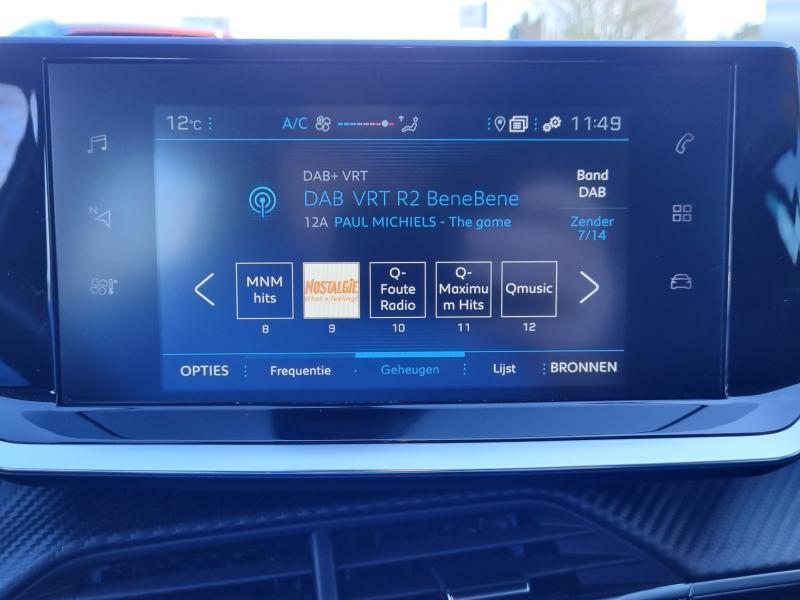 12°C
A/C
11:49
DAB+ VRT
DAB VRT R2 BeneBene
12A PAUL MICHIELS - The game
Band
DAB
Zender
7/14
N
MNM
hits
8
NOSTALGIE
What a feeling!
9
Q-
Foute
Radio
10
Q-
Maximu
m Hits
11
Qmusic
12
OPTIES
Frequentie
Geheugen
Lijst
BRONNEN